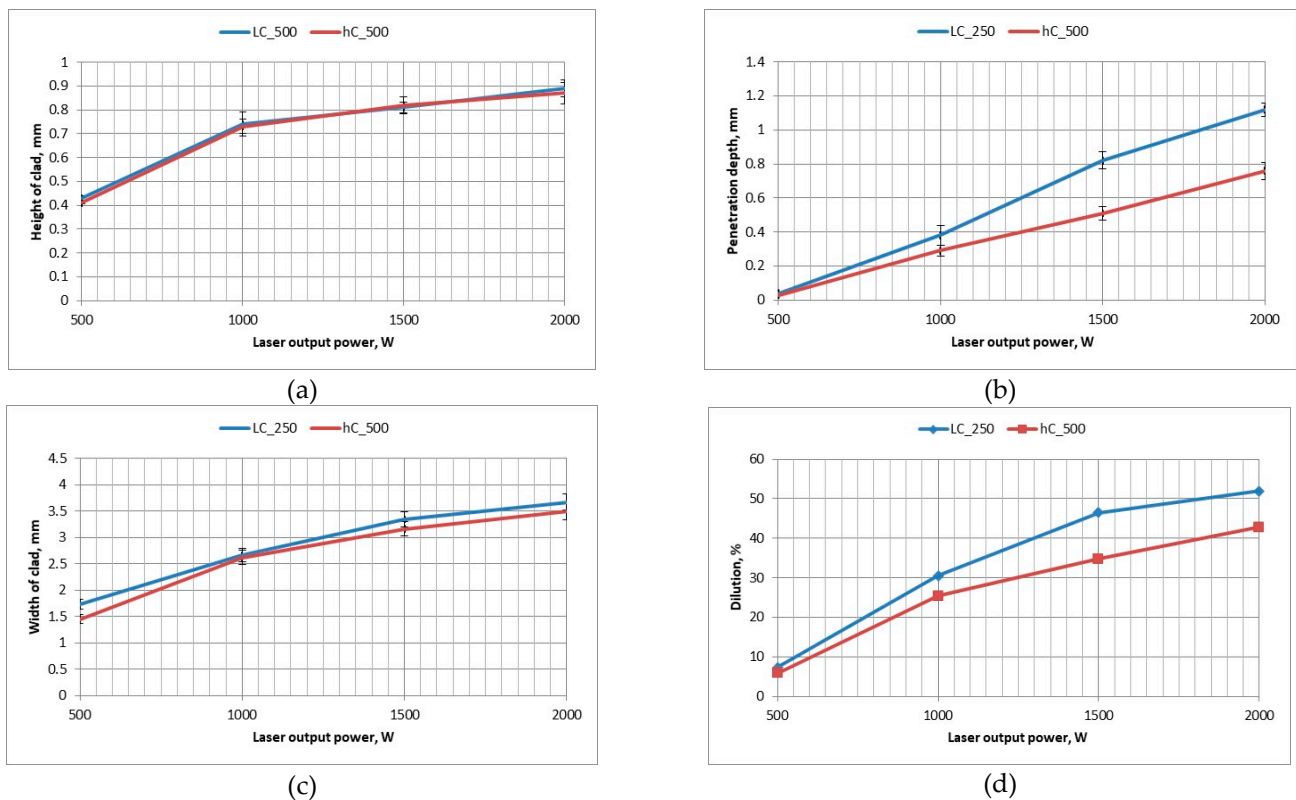 LC_500 hC_500
1
0.9
0.8
0.7
0.6
0.5
0.4
0.3
0.2
0.1
0
Height of clad, mm
500 1000 1500 2000
Laser output power, W
(a)
LC_250 hC_500
1.4
1.2
1
0.8
0.6
0.4
0.2
0
Penetration depth, mm
500 1000 1500 2000
Laser output power, W
(b)
LC_250 hC_500
4.5
4
3.5
3
2.5
2
1.5
1
0.5
0
Width of clad, mm
500 1000 1500 2000
Laser output power, W
(c)
LC_250 hC_500
60
50
40
30
20
10
0
Dilution, %
500 1000 1500 2000
Laser output power, W
(d)